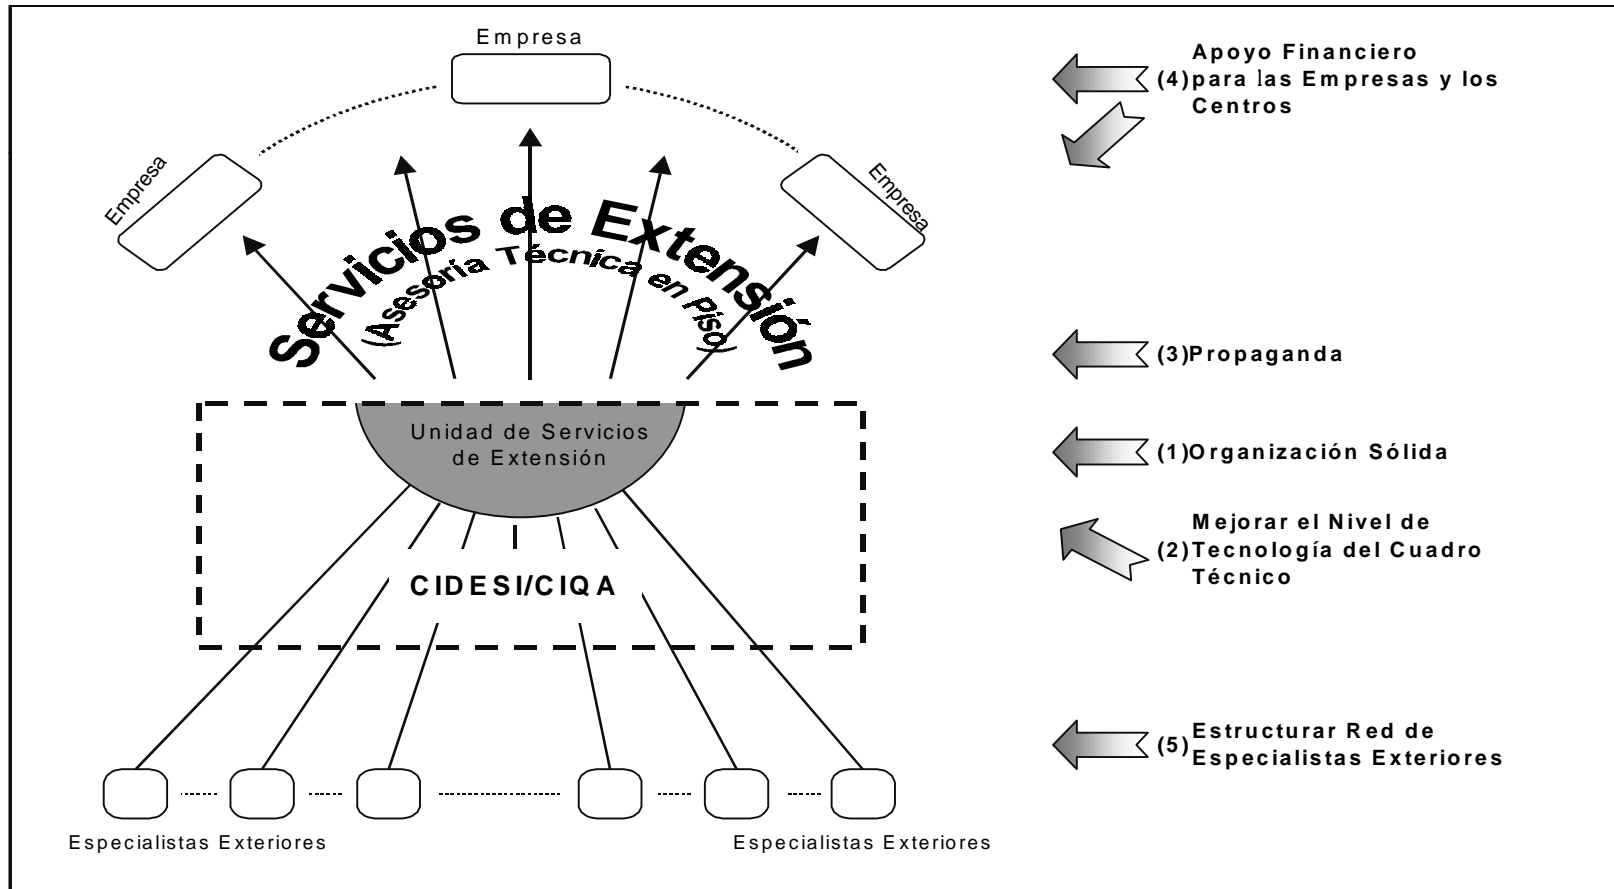 Empresa
Empresa
Empresa
Servicios de Extensión
(Asesoría Técnica en Piso)
Unidad de Servicios
de Extensión
CIDESI/CIQA
Especialistas Exteriores
Especialistas Exteriores
Apoyo Financiero
(4) para las Empresas y los
Centros
(3) Propaganda
(1) Organización Sólida
Mejorar el Nivel de
(2) Tecnología del Cuadro
Técnico
Estructurar Red de
(5) Especialistas Exteriores